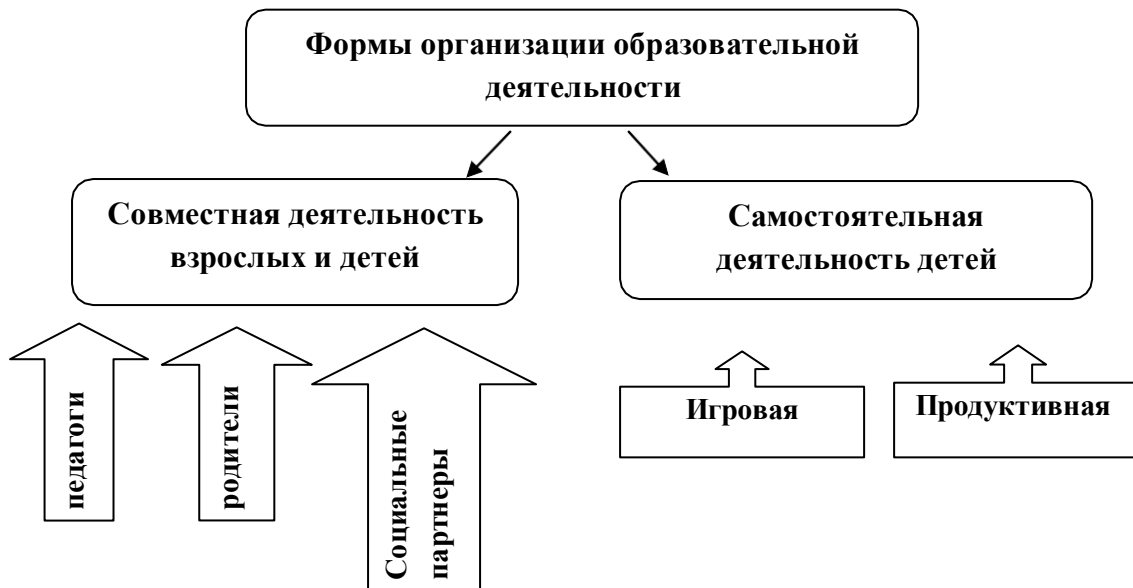 Формы организации образовательной
деятельности
Совместная деятельность
взрослых и детей
Самостоятельная
деятельность детей
педагоги
родители
Социальные
партнеры
Игровая
Продуктивная